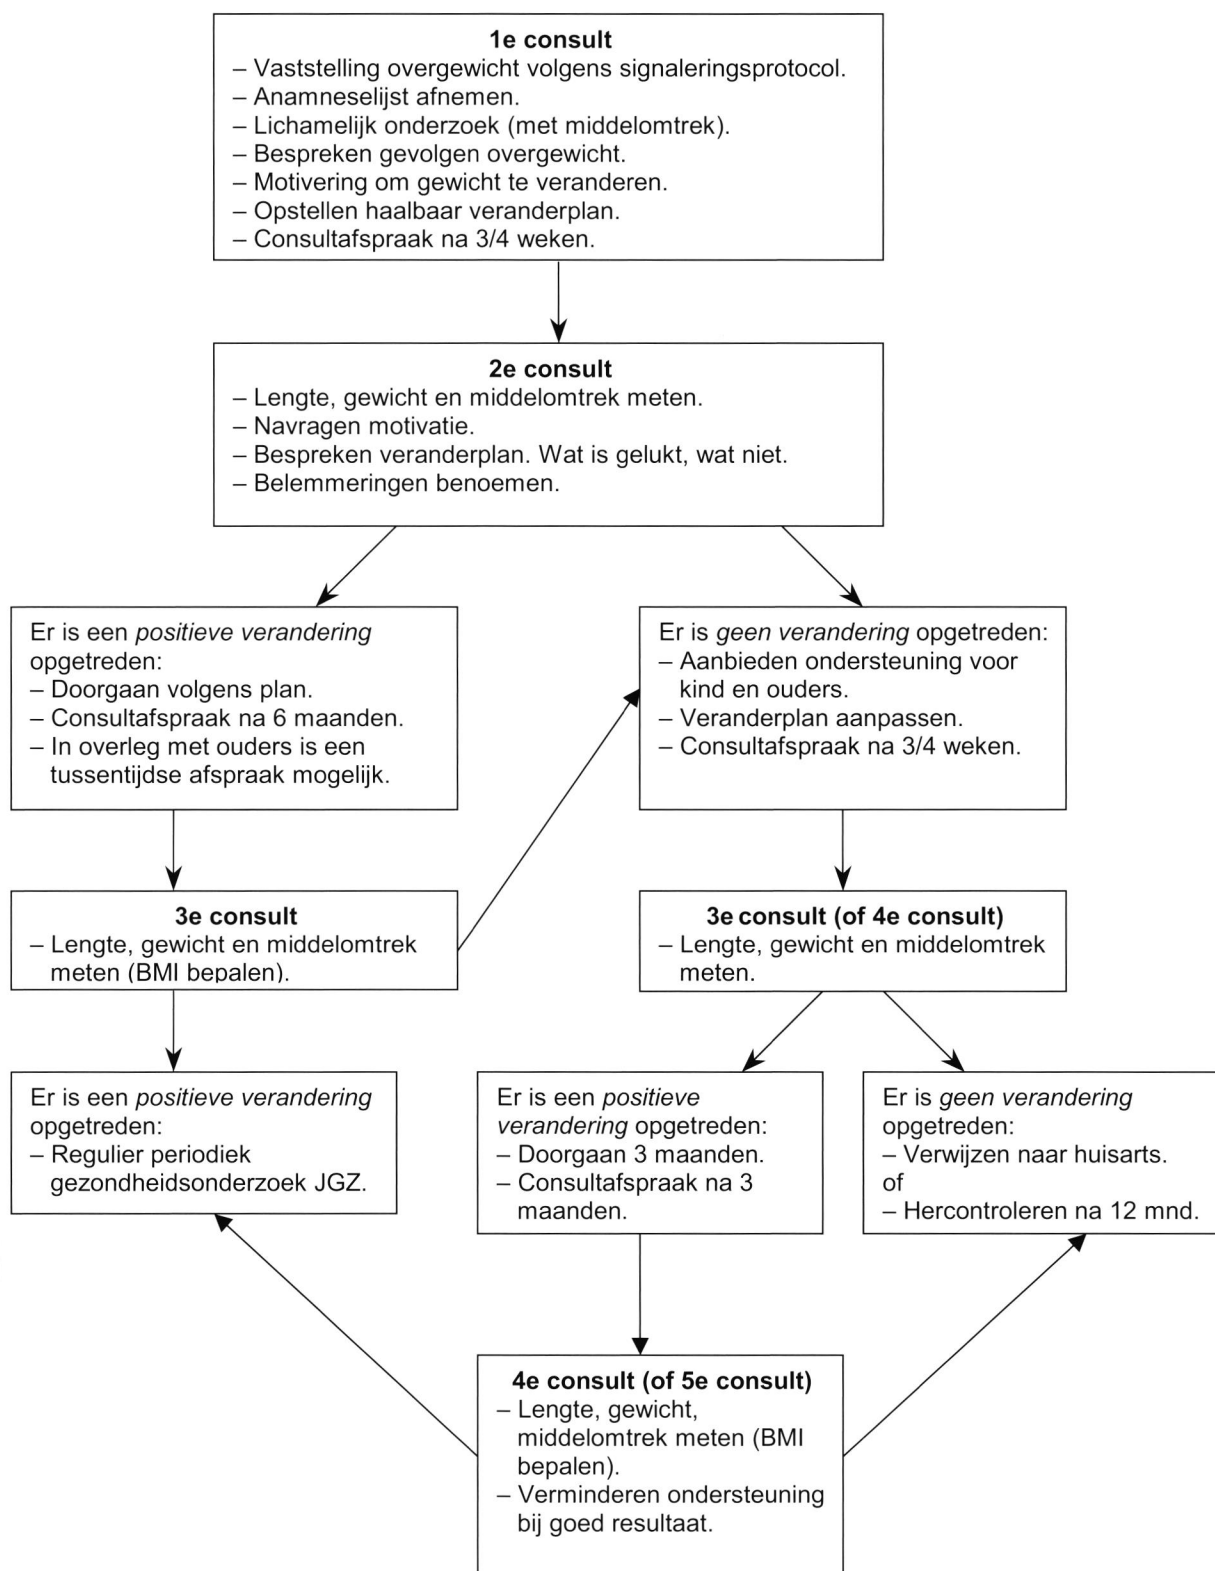 1e consult
– Vaststelling overgewicht volgens signaleringsprotocol.
– Anamneselijst afnemen.
– Lichamelijk onderzoek (met middelomtrek).
– Bespreken gevolgen overgewicht.
– Motivering om gewicht te veranderen.
– Opstellen haalbaar veranderplan.
– Consultafspraak na 3/4 weken.
2e consult
– Lengte, gewicht en middelomtrek meten.
– Navragen motivatie.
– Bespreken veranderplan. Wat is gelukt, wat niet.
– Belemmeringen benoemen.
Er is een positieve verandering
opgetreden:
– Doorgaan volgens plan.
– Consultafspraak na 6 maanden.
– In overleg met ouders is een
tussentijdse afspraak mogelijk.
Er is geen verandering opgetreden:
– Aanbieden ondersteuning voor
kind en ouders.
– Veranderplan aanpassen.
– Consultafspraak na 3/4 weken.
3e consult
– Lengte, gewicht en middelomtrek
meten (BMI bepalen).
3e consult (of 4e consult)
– Lengte, gewicht en middelomtrek
meten.
Er is een positieve verandering
opgetreden:
– Regulier periodiek
gezondheidsonderzoek JGZ.
Er is een positieve
verandering opgetreden:
– Doorgaan 3 maanden.
– Consultafspraak na 3
maanden.
Er is geen verandering
opgetreden:
– Verwijzen naar huisarts.
of
– Hercontroleren na 12 mnd.
4e consult (of 5e consult)
– Lengte, gewicht,
middelomtrek meten (BMI
bepalen).
– Verminderen ondersteuning
bij goed resultaat.